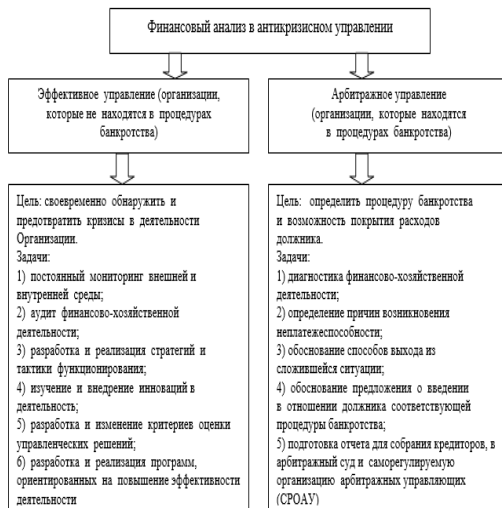 Финансовый анализ в антикризисном управлении
Эффективное управление (организации,
которые не находятся в процедурах
банкротства)
Арбитражное управление
(организации, которые находятся
в процедурах банкротства)
Цель: своевременно обнаружить и
предотвратить кризисы в деятельности
Организации.
Задачи:
1) постоянный мониторинг внешней и
внутренней среды;
2) аудит финансово-хозяйственной
деятельности;
3) разработка и реализация стратегий и
тактики функционирования;
4) изучение и внедрение инноваций в
деятельность;
5) разработка и изменение критериев оценки
управленческих решений;
6) разработка и реализация программ,
ориентированных на повышение эффективности
деятельности
Цель: определить процедуру банкротства
и возможность покрытия расходов
должника.
Задачи:
1) диагностика финансово-хозяйственной
деятельности;
2) определение причин возникновения
неплатежеспособности;
3) обоснование способов выхода из
сложившейся ситуации;
4) обоснование предложения о введении
в отношении должника соответствующей
процедуры банкротства;
5) подготовка отчета для собрания кредиторов, в
арбитражный суд и саморегулируемую
организацию арбитражных управляющих
(СРОАУ)